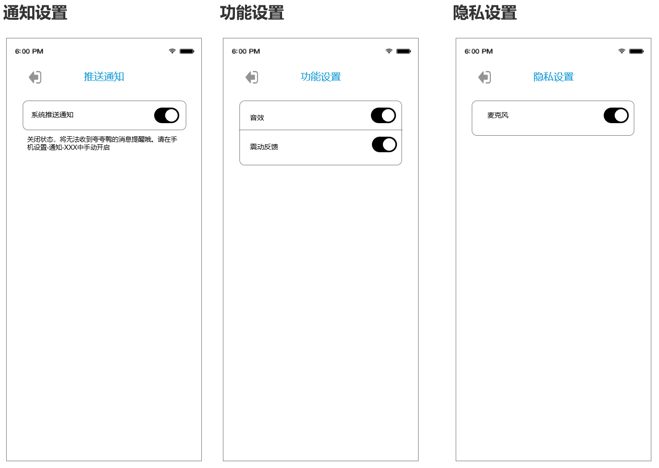 通知设置
功能设置
隐私设置
6:00 PM
推送通知
系统推送通知
关闭状态，将无法收到夸夸鸭的消息提醒哦。请在手
机设置-通知-XXX中手动开启
6:00 PM
功能设置
音效
震动反馈
6:00 PM
隐私设置
麦克风